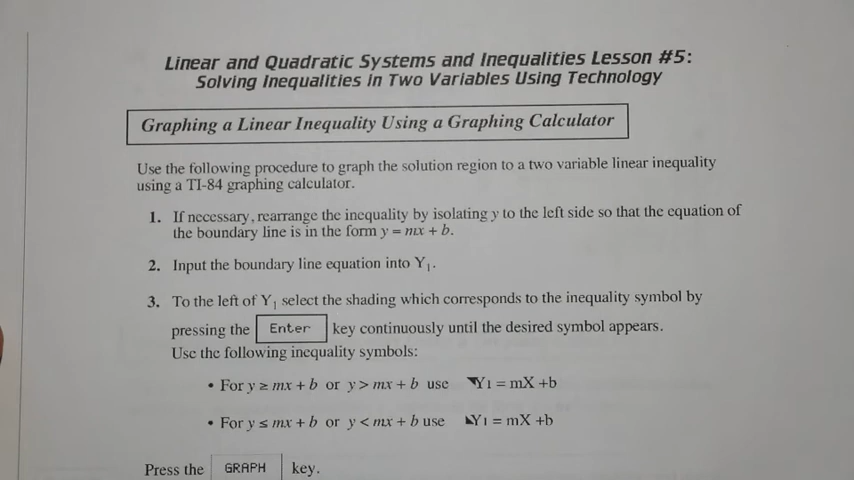 Linear and Quadratic Systems and Inequalities Lesson #5:
Solving Inequalities in Two Variables Using Technology
Graphing a Linear Inequality Using a Graphing Calculator
Use the following procedure to graph the solution region to a two variable linear inequality
using a TI-84 graphing calculator.
1. If necessary, rearrange the inequality by isolating y to the left side so that the equation of
the boundary line is in the form y = mx + b.
2. Input the boundary line equation into Y₁.
3. To the left of Y₁ select the shading which corresponds to the inequality symbol by
pressing the Enter key continuously until the desired symbol appears.
Use the following inequality symbols:
• For y ≥ mx + b or y > mx + b use ◥Y1 = mX +b
• For y ≤ mx + b or y < mx + b use ◣Y1 = mX +b
Press the GRAPH key.